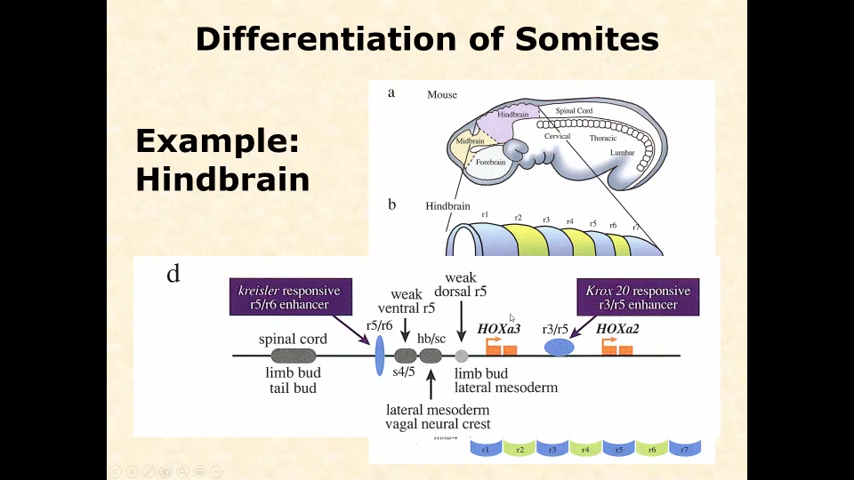 Differentiation of Somites
Example:
Hindbrain
a
Mouse
Hindbrain
Spinal Cord
Midbrain
Cervical
Thoracic
Forebrain
Lumbar
b
Hindbrain
r1
r2
r3
r4
r5
r6
r7
d
kreisler responsive
r5/r6 enhancer
weak
ventral r5
weak
dorsal r5
Krox 20 responsive
r3/r5 enhancer
r5/r6
hb/sc
HOXa3
r3/r5
HOXa2
spinal cord
limb bud
tail bud
s4/5
limb bud
lateral mesoderm
lateral mesoderm
vagal neural crest
r1
r2
r3
r4
r5
r6
r7